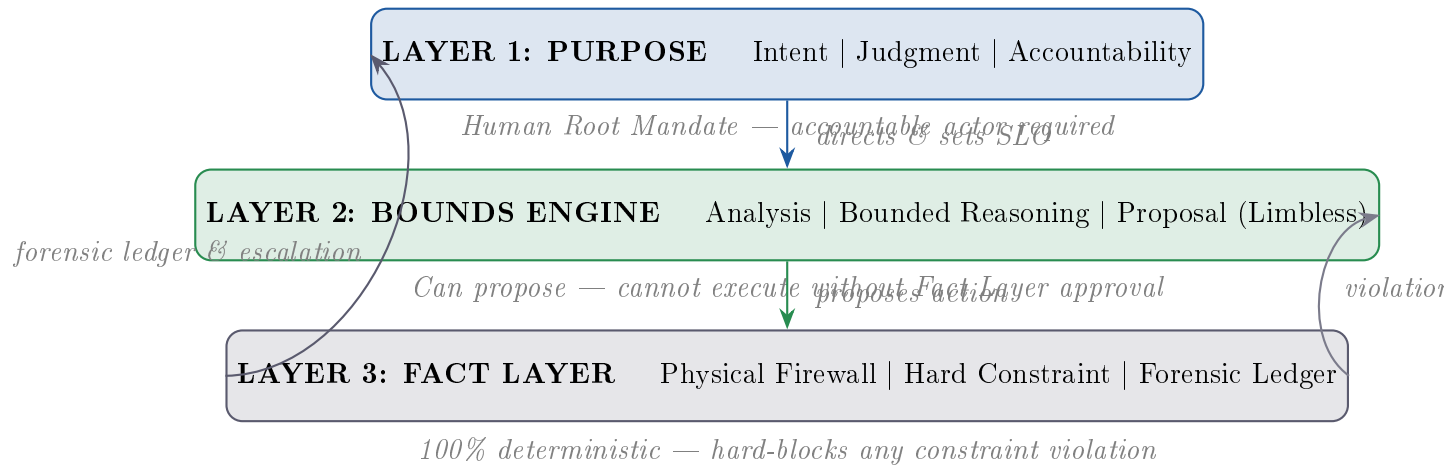 LAYER 1: PURPOSE Intent | Judgment | Accountability
Human Root Mandate — accountable actor required
directs & sets SLO
LAYER 2: BOUNDS ENGINE Analysis | Bounded Reasoning | Proposal (Limbless)
forensic ledger & escalation
Can propose — cannot execute without Fact Layer approval
proposes action
violation
LAYER 3: FACT LAYER Physical Firewall | Hard Constraint | Forensic Ledger
100% deterministic — hard-blocks any constraint violation